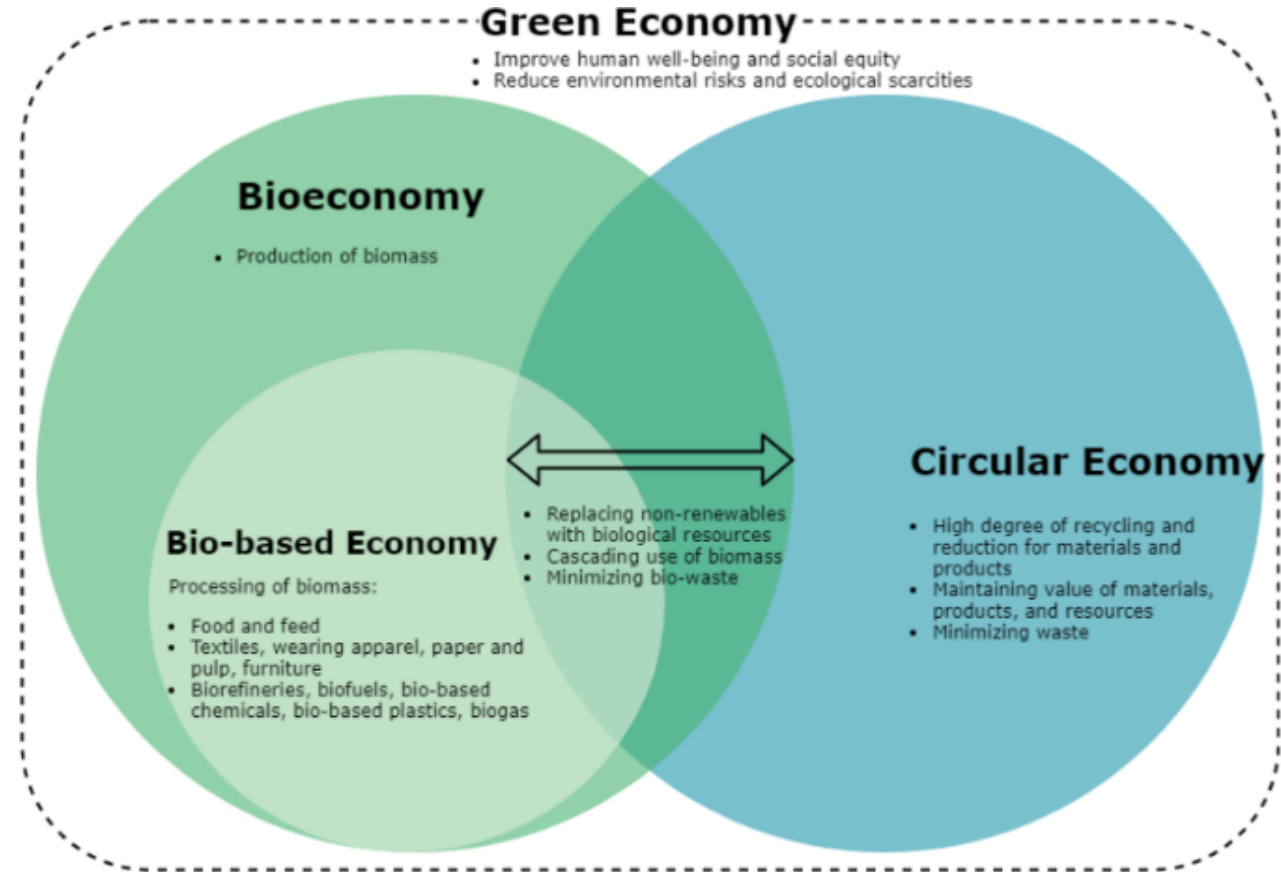 Green Economy
• Improve human well-being and social equity
• Reduce environmental risks and ecological scarcities
Bioeconomy
• Production of biomass
Bio-based Economy
Processing of biomass:
• Food and feed
• Textiles, wearing apparel, paper and
pulp, furniture
• Biorefineries, biofuels, bio-based
chemicals, bio-based plastics, biogas
• Replacing non-renewables
with biological resources
• Cascading use of biomass
• Minimizing bio-waste
Circular Economy
• High degree of recycling and
reduction for materials and
products
• Maintaining value of materials,
products, and resources
• Minimizing waste